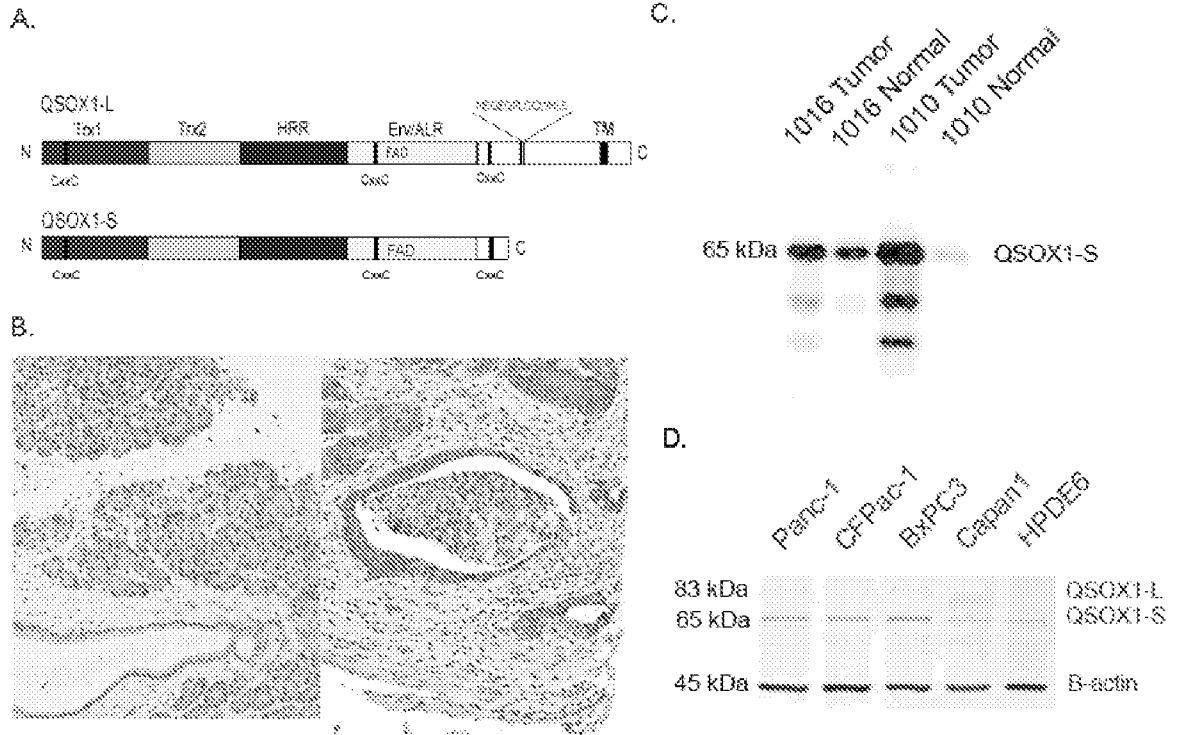 A.
QSOX1-L
Trx1 Trx2 HRR Erv/ALR TM
N FAD C
CxxC CxxC CxxC
QSOX1-S
N FAD C
CxxC CxxC CxxC
B.
C.
1016 Tumor
1016 Normal
1010 Tumor
1010 Normal
65 kDa QSOX1-S
D.
Panc-1
CFPac-1
BxPC3
Capan1
HPDE6
83 kDa QSOX1-L
65 kDa QSOX1-S
45 kDa B-actin